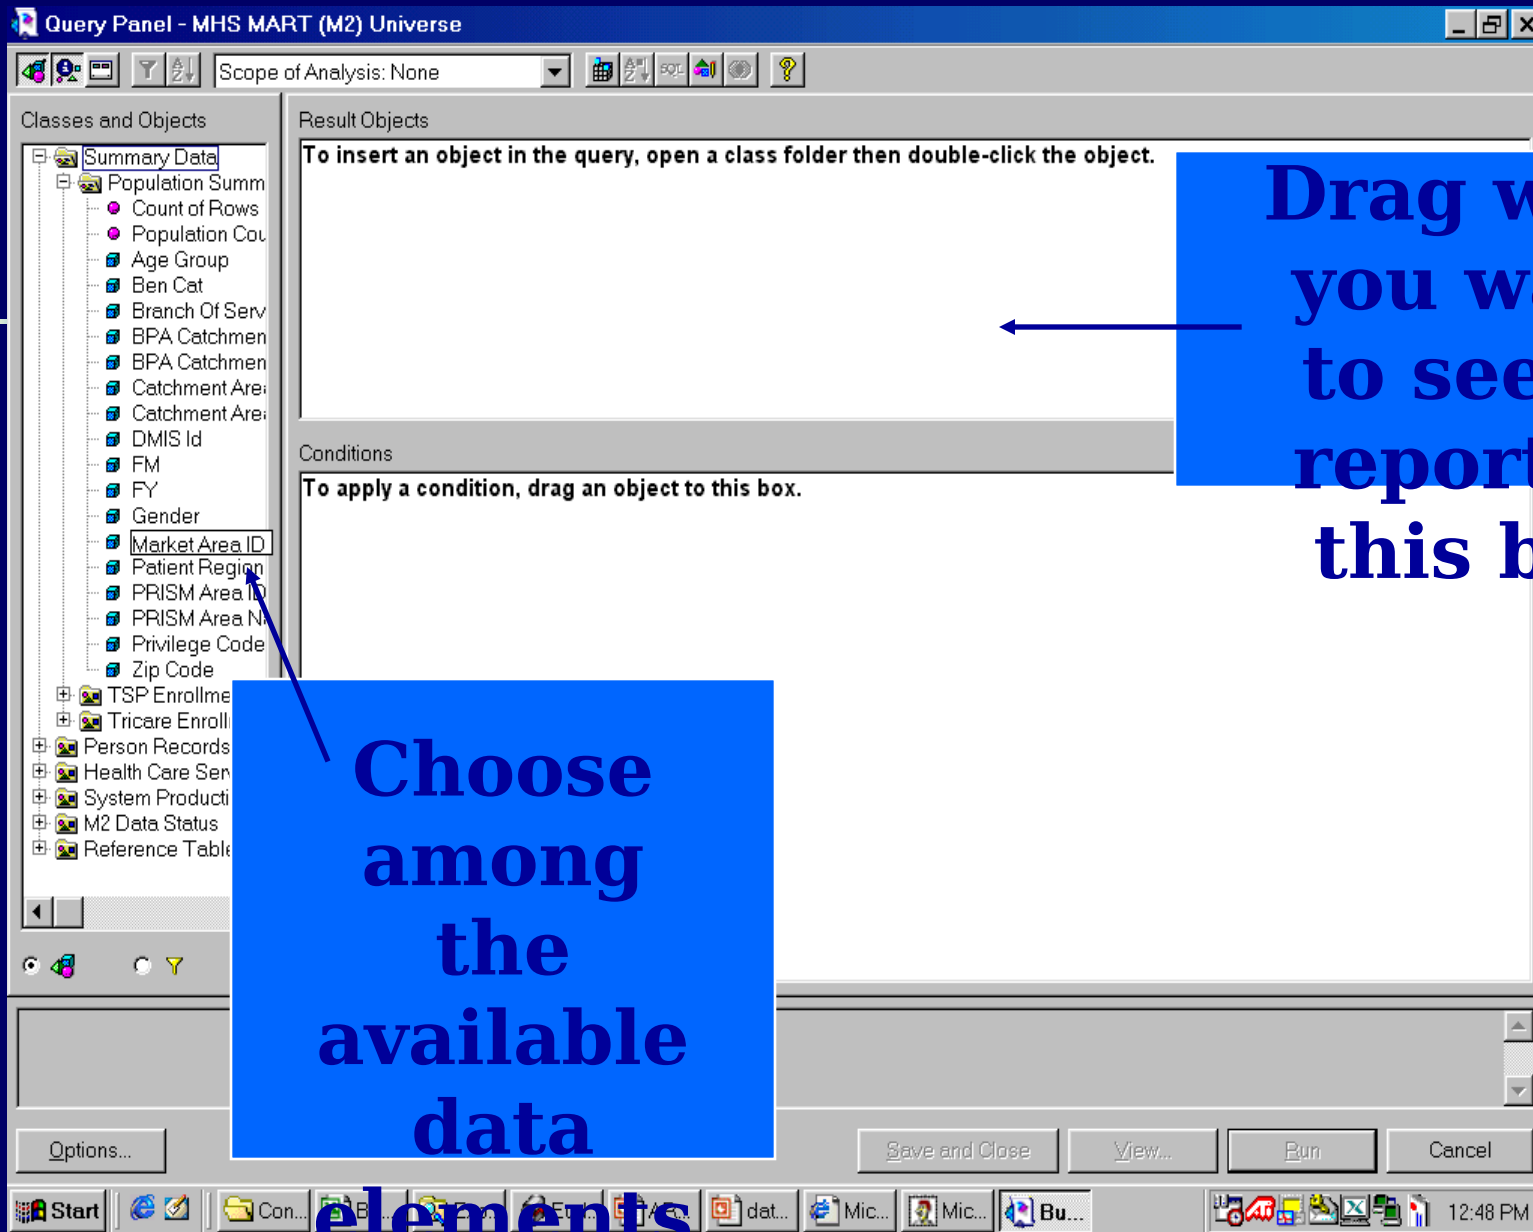 Query Panel - MHS MART (M2) Universe
Scope of Analysis: None
SQL
Classes and Objects
Summary Data
Population Summ
Count of Rows
Population Cou
Age Group
Ben Cat
Branch Of Serv
BPA Catchmen
BPA Catchmen
Catchment Area
Catchment Area
DMIS Id
FM
FY
Gender
Market Area ID
Patient Region
PRISM Area ID
PRISM Area N
Privilege Code
Zip Code
TSP Enrollme
Tricare Enroll
Person Records
Health Care Ser
System Producti
M2 Data Status
Reference Table
Result Objects
To insert an object in the query, open a class folder then double-click the object.
Drag w
you wa
to see
report
this b
Conditions
To apply a condition, drag an object to this box.
Choose
among
the
available
data
elements
Options...
Save and Close
View...
Run
Cancel
Start
Con...
dat...
Mic...
Mic...
Bu...
12:48 PM